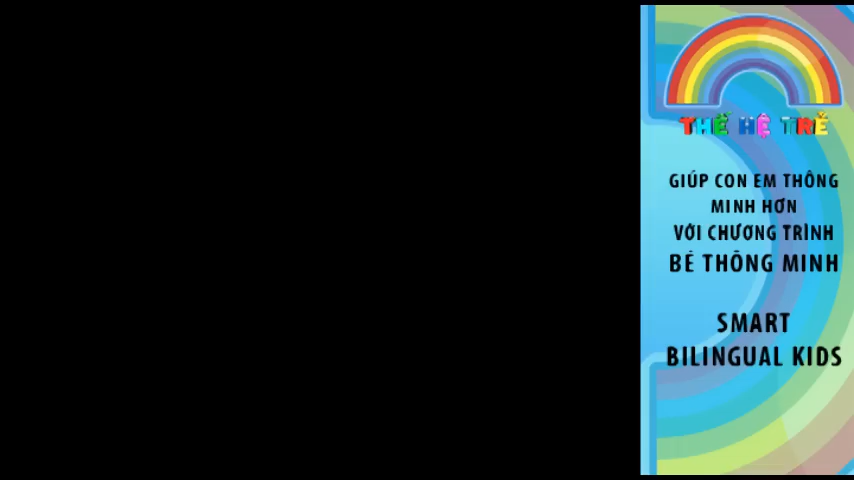 THẾ HỆ TRẺ
GIÚP CON EM THÔNG
MINH HƠN
VỚI CHƯƠNG TRÌNH
BÉ THÔNG MINH
SMART
BILINGUAL KIDS